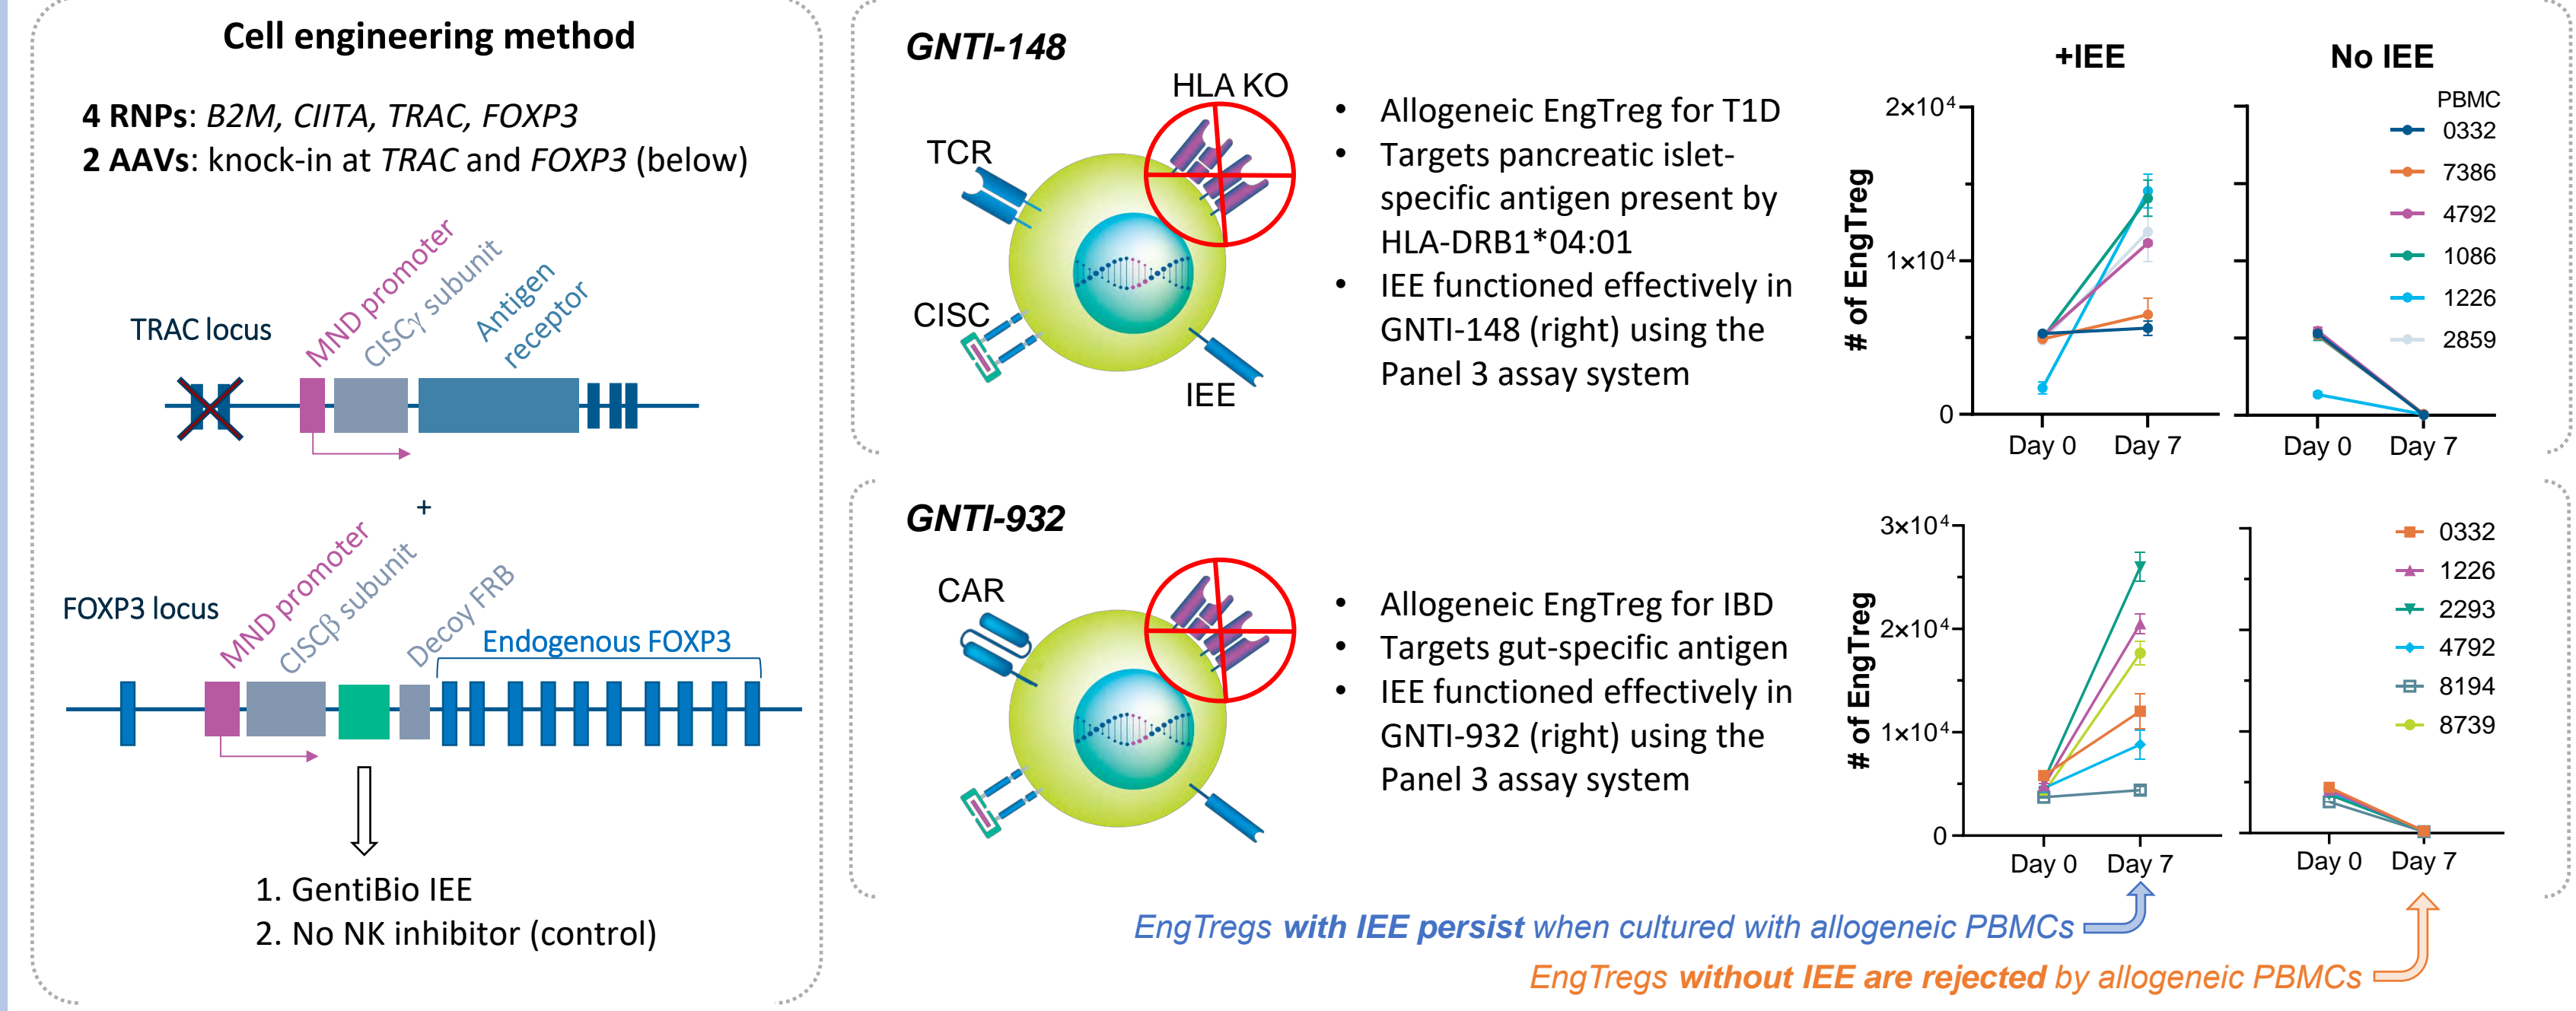 Cell engineering method
4 RNPs: B2M, CIITA, TRAC, FOXP3
2 AAVs: knock-in at TRAC and FOXP3 (below)
TRAC locus
MND promoter
CISCγ subunit
Antigen
receptor
+
FOXP3 locus
MND promoter
CISCβ subunit
Decoy FRB
Endogenous FOXP3
1. GentiBio IEE
2. No NK inhibitor (control)
GNTI-148
HLA KO
TCR
CISC
IEE
• Allogeneic EngTreg for T1D
• Targets pancreatic islet-
specific antigen present by
HLA-DRB1*04:01
• IEE functioned effectively in
GNTI-148 (right) using the
Panel 3 assay system
+IEE
# of EngTreg
2×10⁴
1×10⁴
0
Day 0 Day 7
No IEE
PBMC
0332
7386
4792
1086
1226
2859
Day 0 Day 7
GNTI-932
CAR
• Allogeneic EngTreg for IBD
• Targets gut-specific antigen
• IEE functioned effectively in
GNTI-932 (right) using the
Panel 3 assay system
# of EngTreg
3×10⁴
2×10⁴
1×10⁴
0
Day 0 Day 7
0332
1226
2293
4792
8194
8739
Day 0 Day 7
EngTregs with IEE persist when cultured with allogeneic PBMCs
EngTregs without IEE are rejected by allogeneic PBMCs